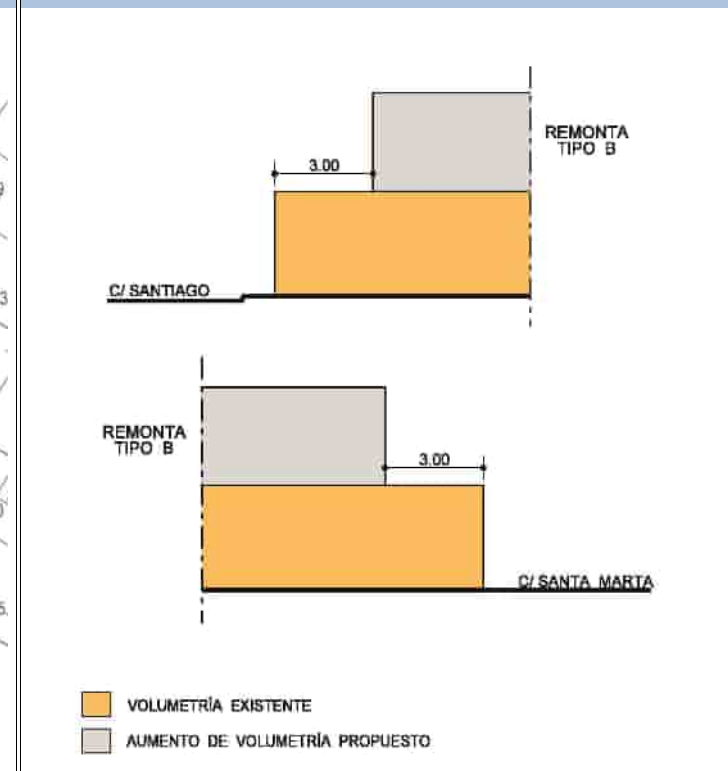 REMONTA
TIPO B
3.00
C/ SANTIAGO
REMONTA
TIPO B
3.00
C/ SANTA MARTA
VOLUMETRÍA EXISTENTE
AUMENTO DE VOLUMETRÍA PROPUESTO